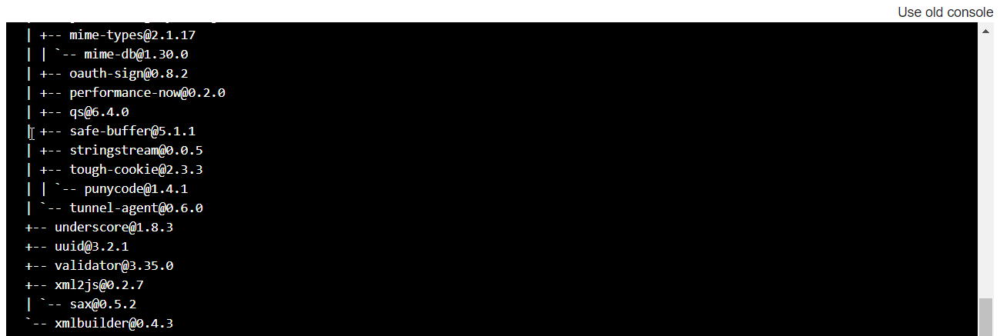 Use old console
| +-- mime-types@2.1.17
| | `-- mime-db@1.30.0
| +-- oauth-sign@0.8.2
| +-- performance-now@0.2.0
| +-- qs@6.4.0
| +-- safe-buffer@5.1.1
| +-- stringstream@0.0.5
| +-- tough-cookie@2.3.3
| | `-- punycode@1.4.1
| `-- tunnel-agent@0.6.0
+-- underscore@1.8.3
+-- uuid@3.2.1
+-- validator@3.35.0
+-- xml2js@0.2.7
| `-- sax@0.5.2
`-- xmlbuilder@0.4.3